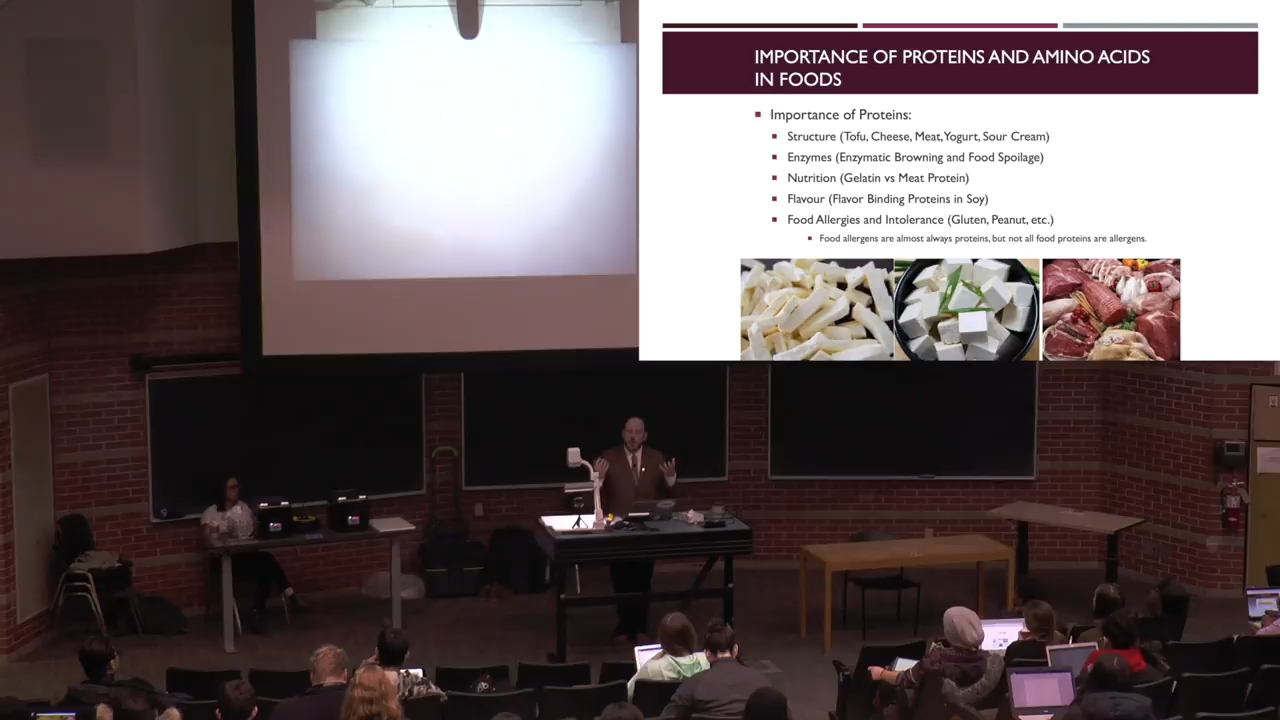 IMPORTANCE OF PROTEINS AND AMINO ACIDS
IN FOODS
Importance of Proteins:
Structure (Tofu, Cheese, Meat, Yogurt, Sour Cream)
Enzymes (Enzymatic Browning and Food Spoilage)
Nutrition (Gelatin vs Meat Protein)
Flavour (Flavor Binding Proteins in Soy)
Food Allergies and Intolerance (Gluten, Peanut, etc.)
Food allergens are almost always proteins, but not all food proteins are allergens.